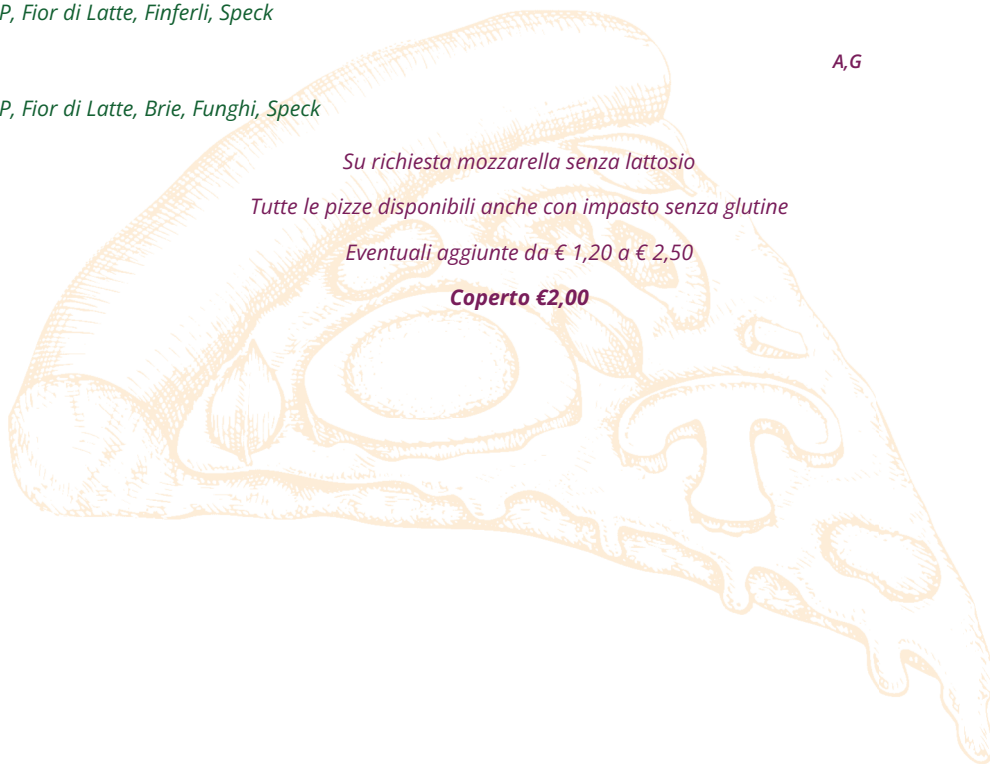 P, Fior di Latte, Finferli, Speck
A,G
P, Fior di Latte, Brie, Funghi, Speck
Su richiesta mozzarella senza lattosio
Tutte le pizze disponibili anche con impasto senza glutine
Eventuali aggiunte da € 1,20 a € 2,50
Coperto €2,00